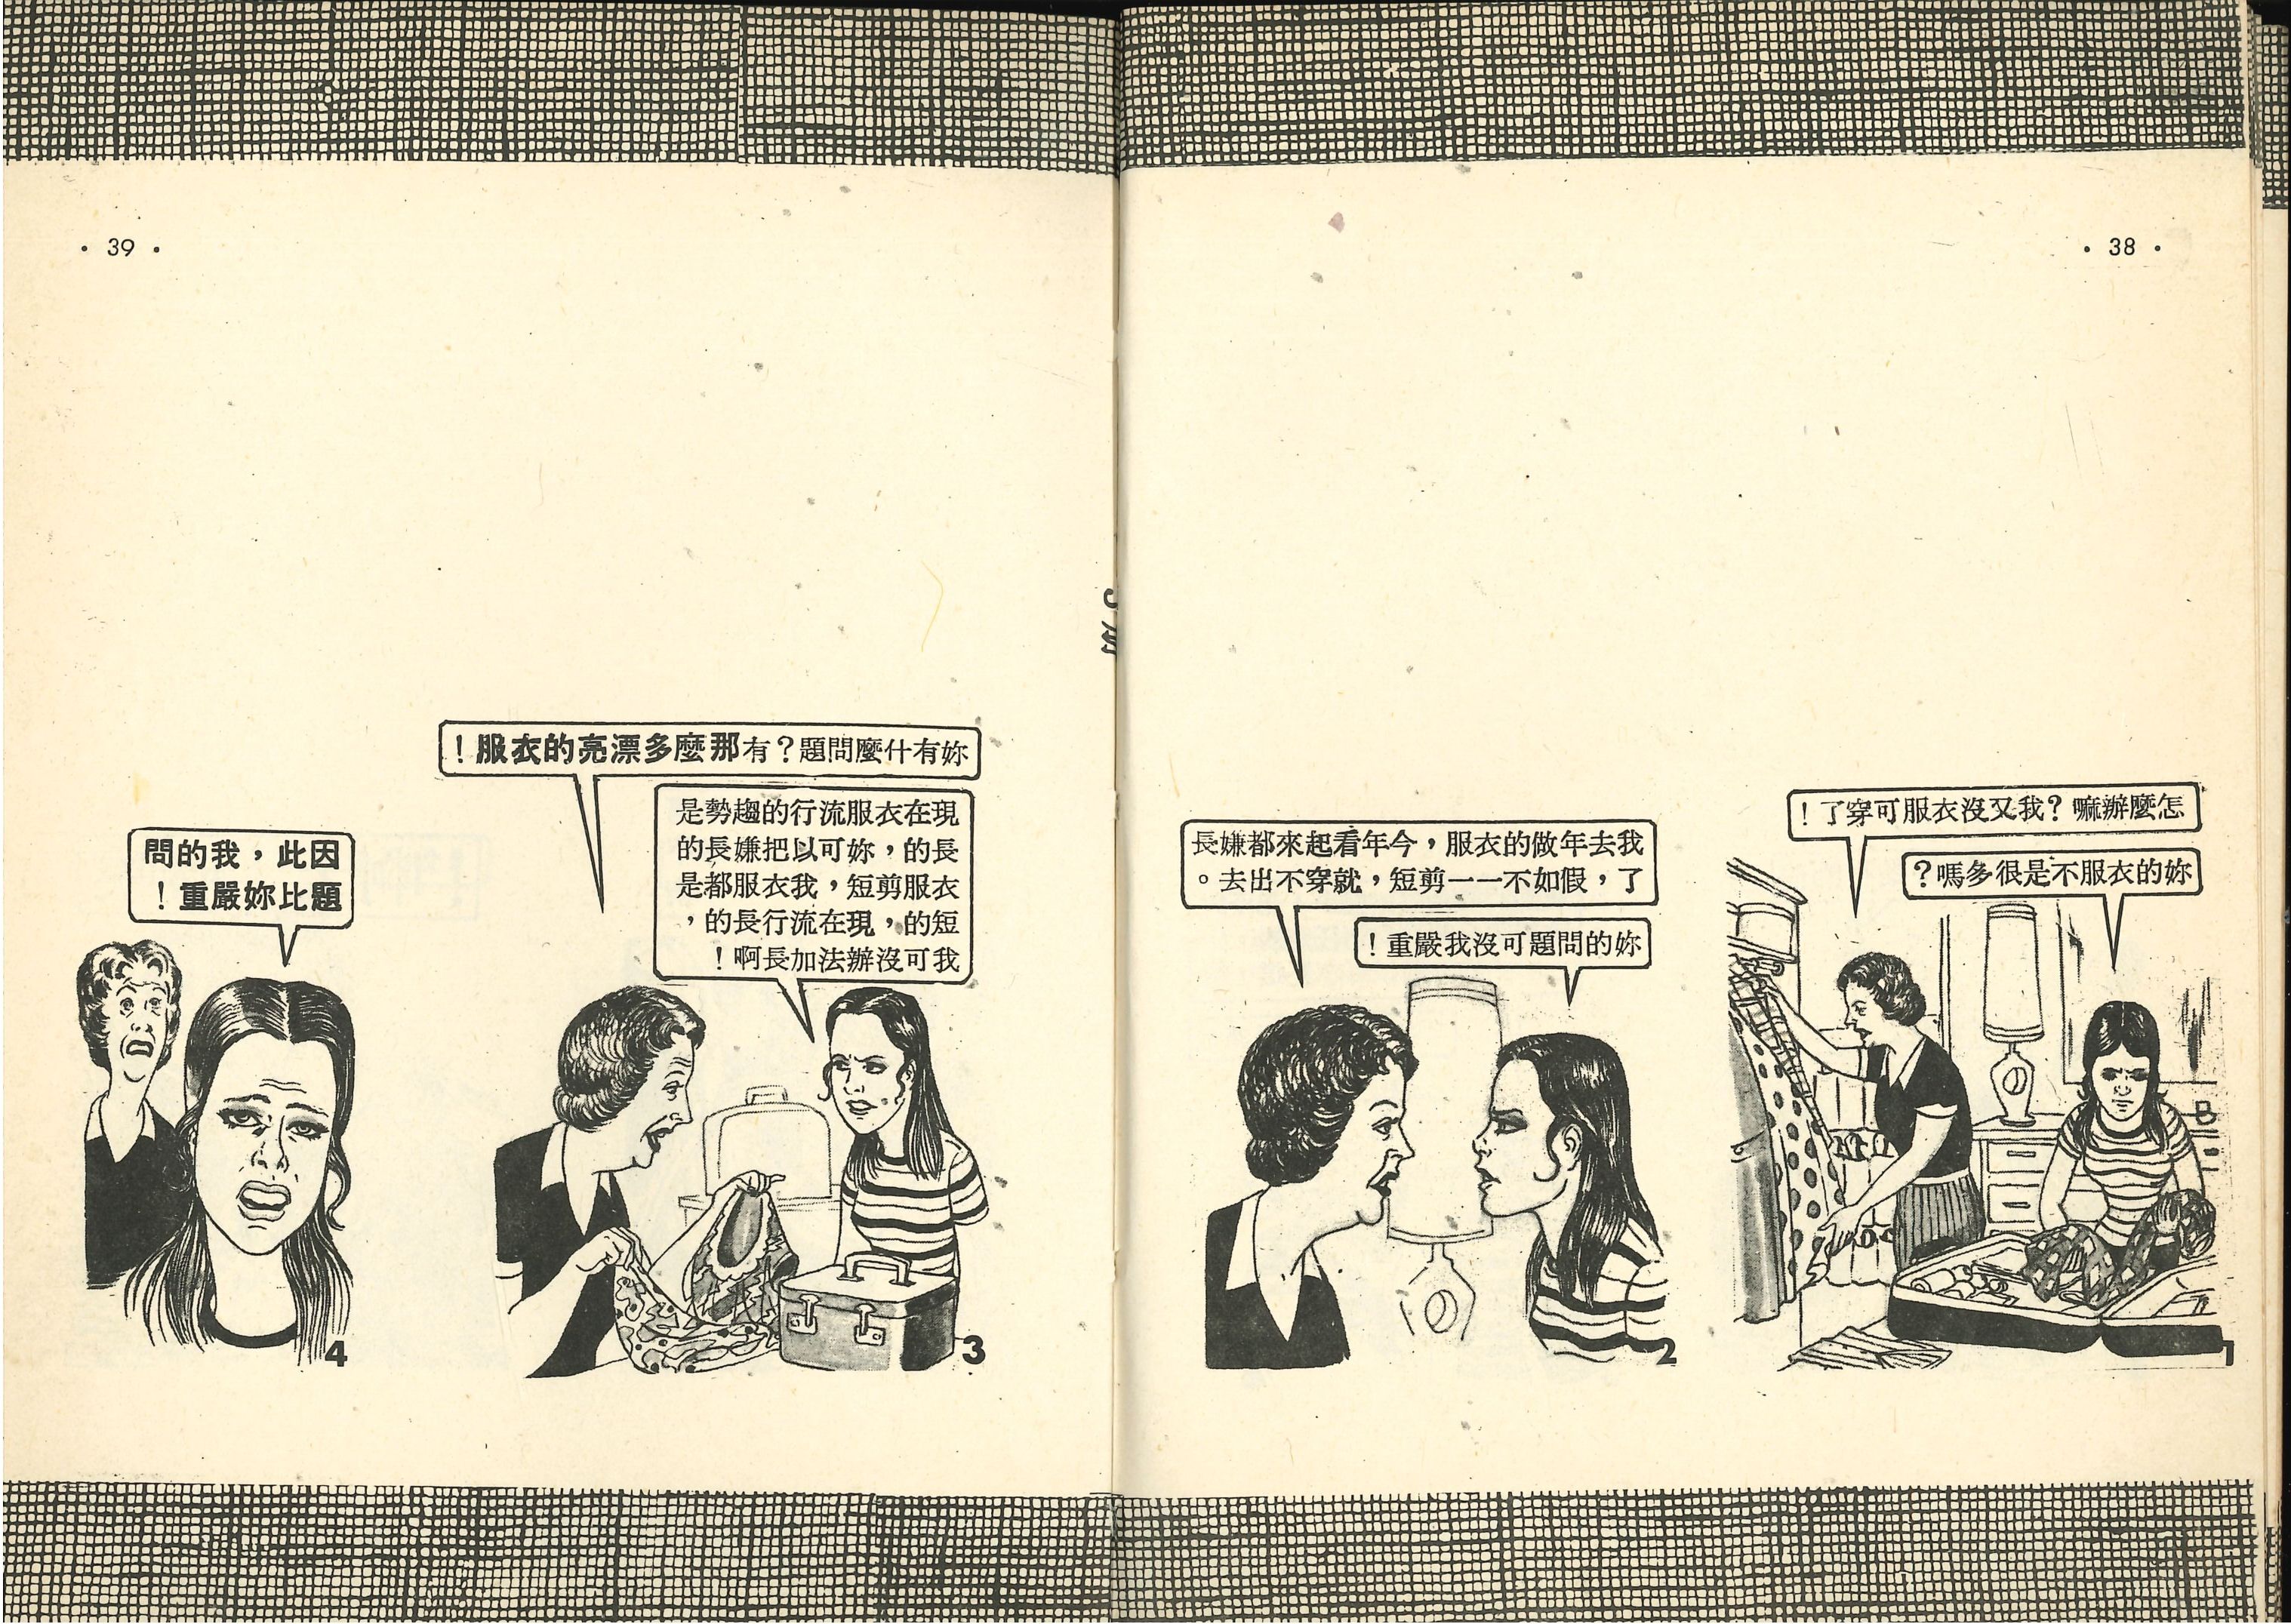 • 38 •
怎麼辦嘛?我又沒衣服可穿了!
妳的衣服不是很多嗎?
1
我去年做的衣服,今年看起來都嫌長
了,假如不一一剪短,就穿不出去。
妳的問題可沒我嚴重!
2
• 39 •
妳有什麼問題?有那麼多漂亮的衣服!
現在衣服流行的趨勢是
長的,妳可以把嫌長的
衣服剪短,我衣服都是
短的,現在流行長的,
我可沒辦法加長啊!
3
因此,我的問
題比妳嚴重!
4